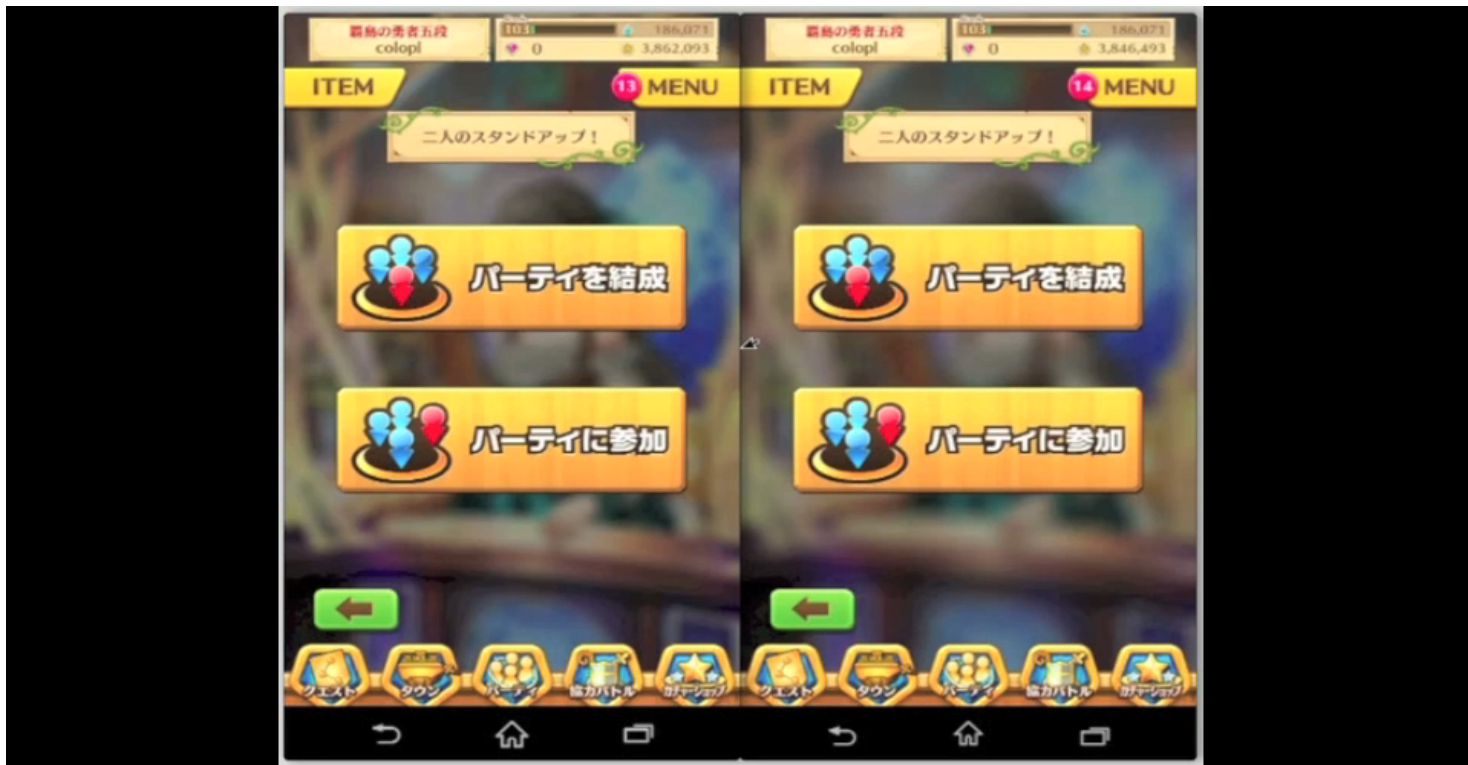 覇島の勇者五段
colopl
103
186,071
0
3,862,093
ITEM
13
MENU
二人のスタンドアップ！
パーティを結成
パーティに参加
クエスト
タウン
パーティ
協力バトル
ガチャ・ショップ
覇島の勇者五段
colopl
103
186,071
0
3,846,493
ITEM
14
MENU
二人のスタンドアップ！
パーティを結成
パーティに参加
クエスト
タウン
パーティ
協力バトル
ガチャ・ショップ